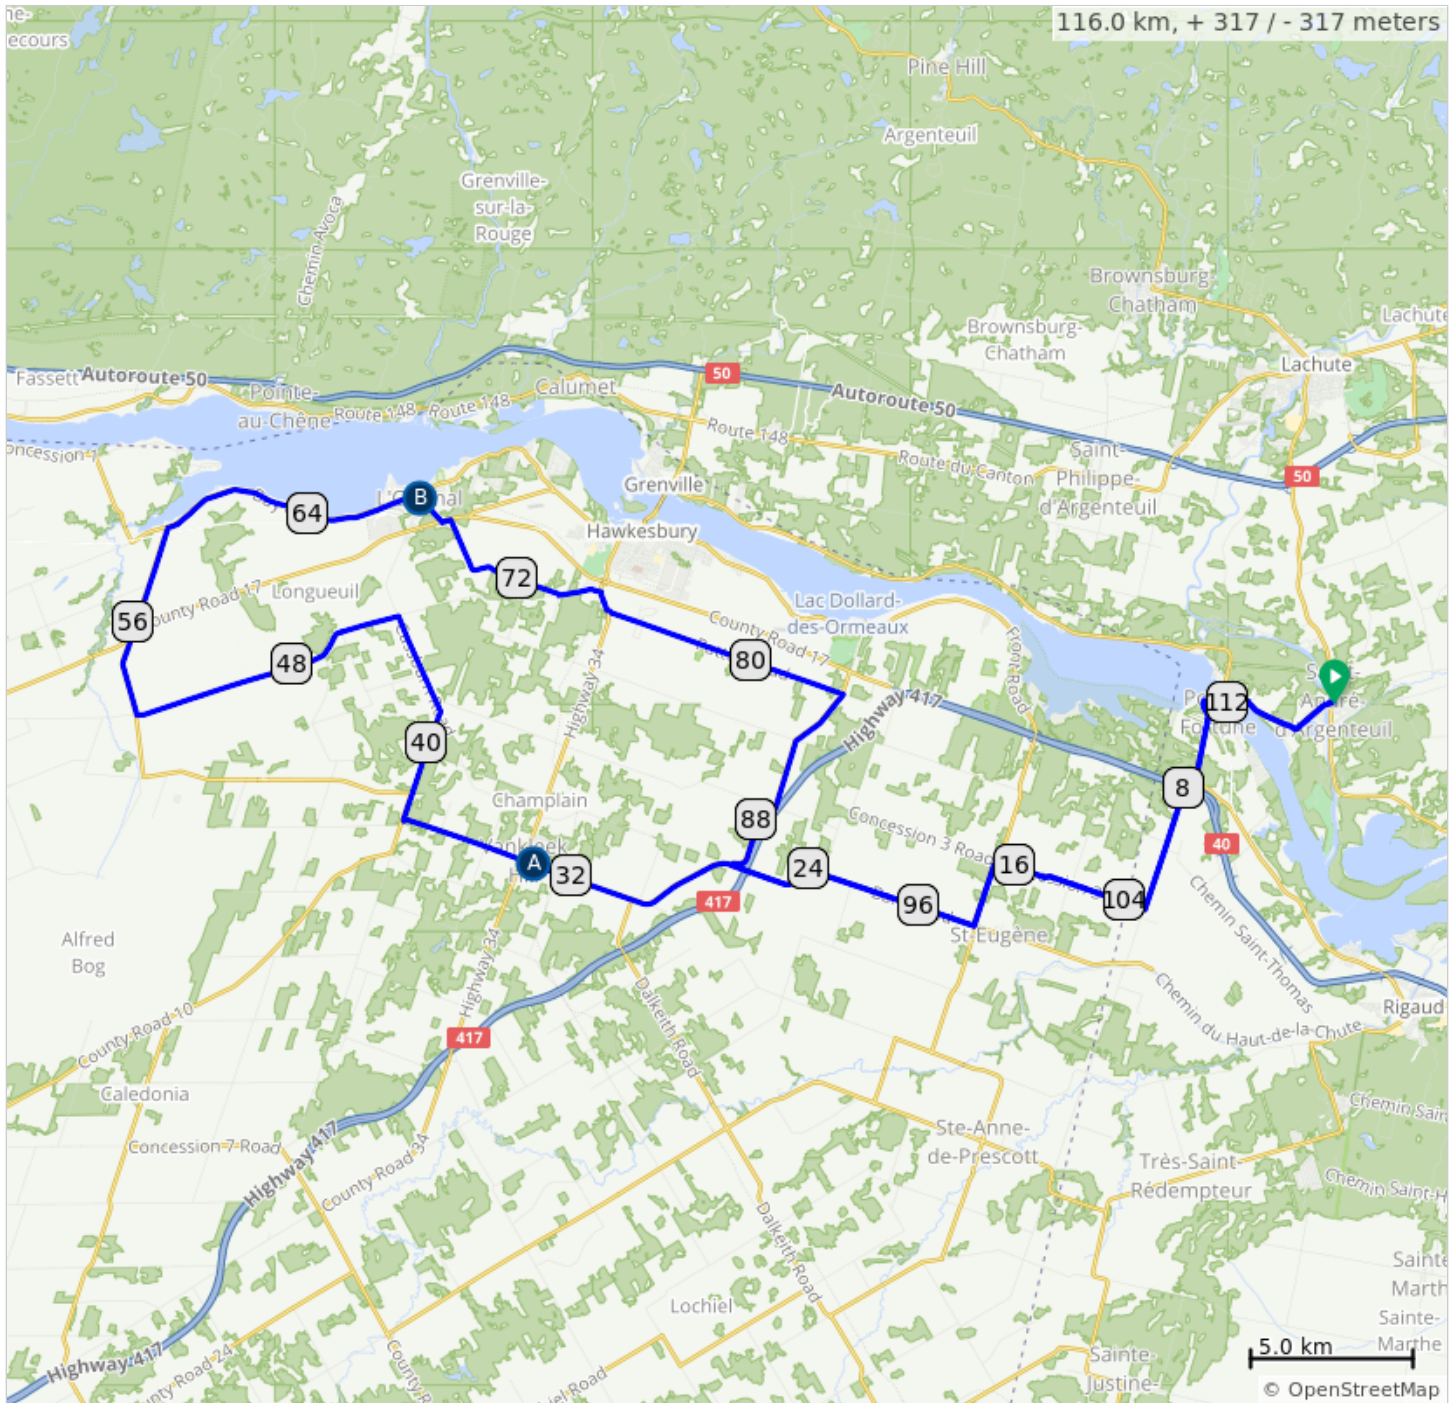 116.0 km, + 317 / - 317 meters
ecours
Pine Hill
Argenteuil
Grenville-
sur-la-
Rouge
Chemin Avoca
Brownsburg-
Chatham
Brownsburg-
Chatham
Lachute
Lachute
Fassett
Autoroute 50
50
Autoroute 50
Pointe-
au-Chêne
Route 148
Route 148
Calumet
Route 148
Route du Canton
Saint-
Philippe-
d'Argenteuil
50
Grenville
B
64
Hawkesbury
72
Longueuil
County Road 17
56
Lac Dollard-
des-Ormeaux
County Road 17
Front Road
48
80
Highway 34
Highway 417
112
Fortune
d'Argenteuil
40
8
Champlain
88
Concession 3 Road
40
A
32
24
16
104
96
417
St-Eugène
Chemin Saint-Thomas
Alfred
Bog
Highway 34
Dalkeith Road
Rigaud
Chemin du Haut-de-la-Chute
County Road 10
417
Caledonia
Concession 7 Road
Highway 417
County Road 34
Ste-Anne-
de-Prescott
Très-Saint-
Rédempteur
Dalkeith Road
Lochiel
Highway 417
5.0 km
Sainte-
Marthe
Sainte-
Justine-
© OpenStreetMap